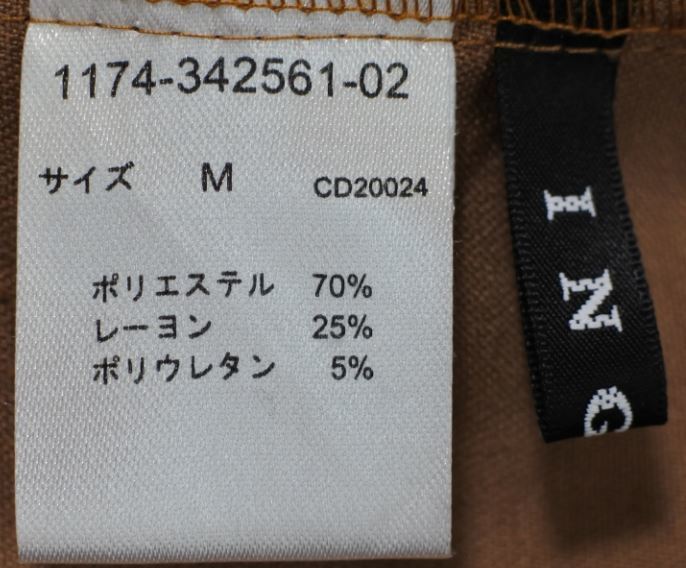 1174-342561-02
サイズ M CD20024
ポリエステル 70%
レーヨン 25%
ポリウレタン 5%
ING